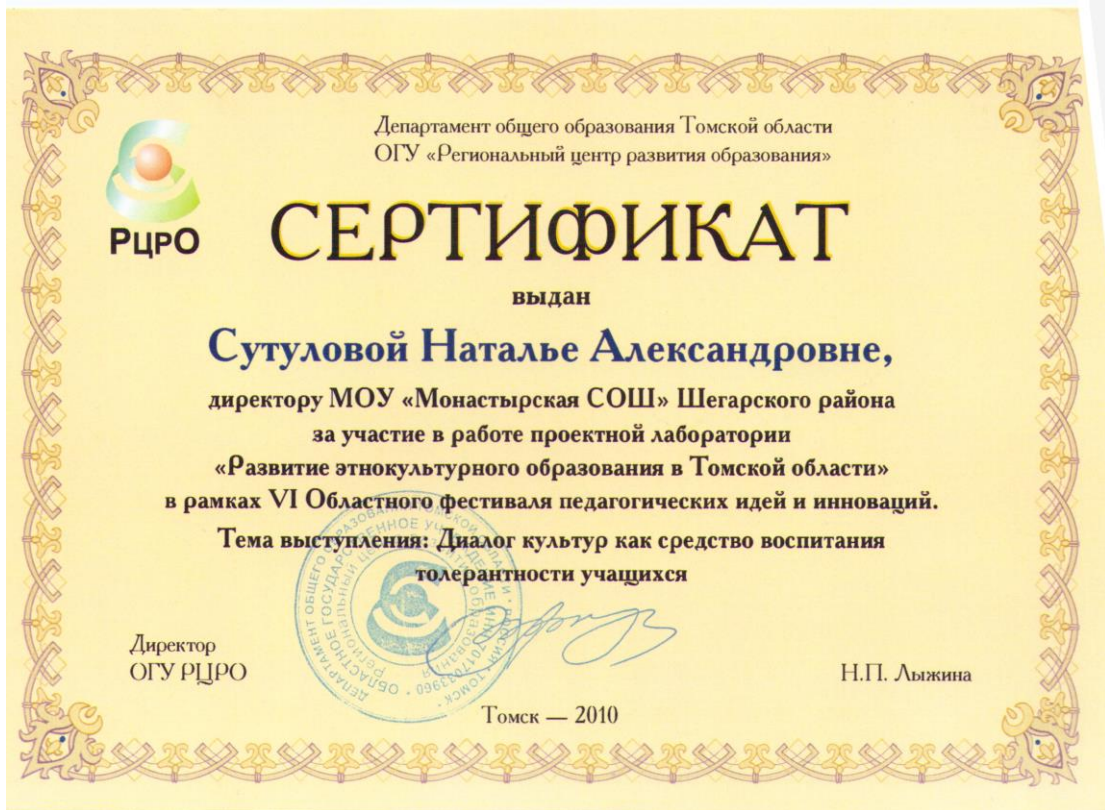 Департамент общего образования Томской области
ОГУ «Региональный центр развития образования»
РЦРО
СЕРТИФИКАТ
выдан
Сутуловой Наталье Александровне,
директору МОУ «Монастырская СОШ» Шегарского района
за участие в работе проектной лаборатории
«Развитие этнокультурного образования в Томской области»
в рамках VI Областного фестиваля педагогических идей и инноваций.
Тема выступления: Диалог культур как средство воспитания
толерантности учащихся
Директор
ОГУ РЦРО
Н.П. Лыжина
Томск — 2010